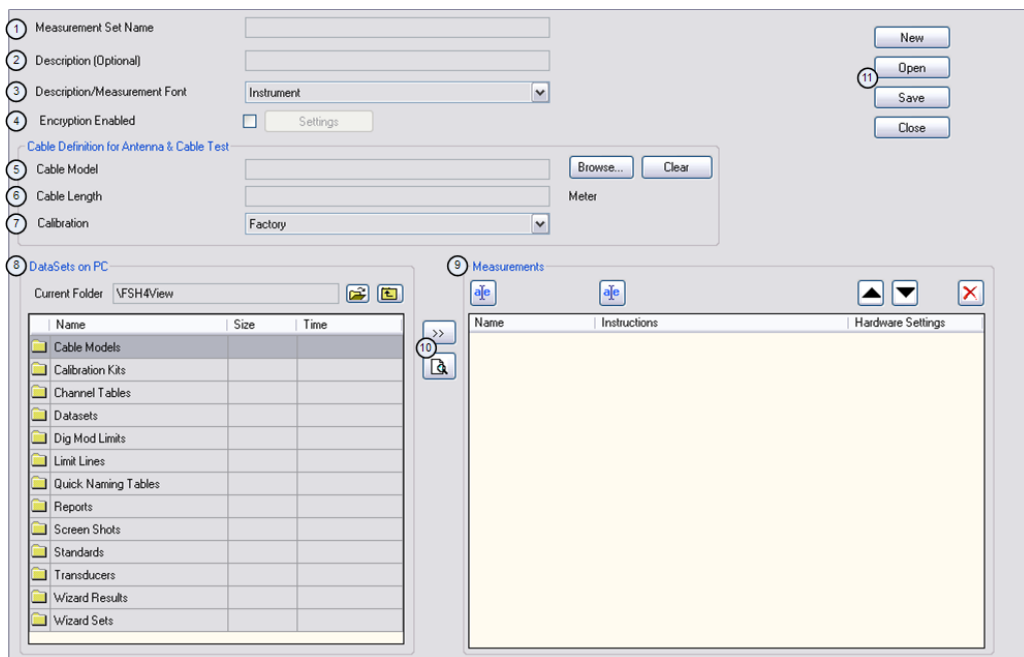 1 Measurement Set Name
2 Description (Optional)
3 Description/Measurement Font Instrument
4 Encryption Enabled Settings
New
11 Open
Save
Close
Cable Definition for Antenna & Cable Test
5 Cable Model Browse... Clear
6 Cable Length Meter
7 Calibration Factory
8 DataSets on PC
Current Folder \FSH4View
Name Size Time
Cable Models
Calibration Kits
Channel Tables
Datasets
Dig Mod Limits
Limit Lines
Quick Naming Tables
Reports
Screen Shots
Standards
Transducers
Wizard Results
Wizard Sets
>>
10
9 Measurements
a|e a|e
Name Instructions Hardware Settings